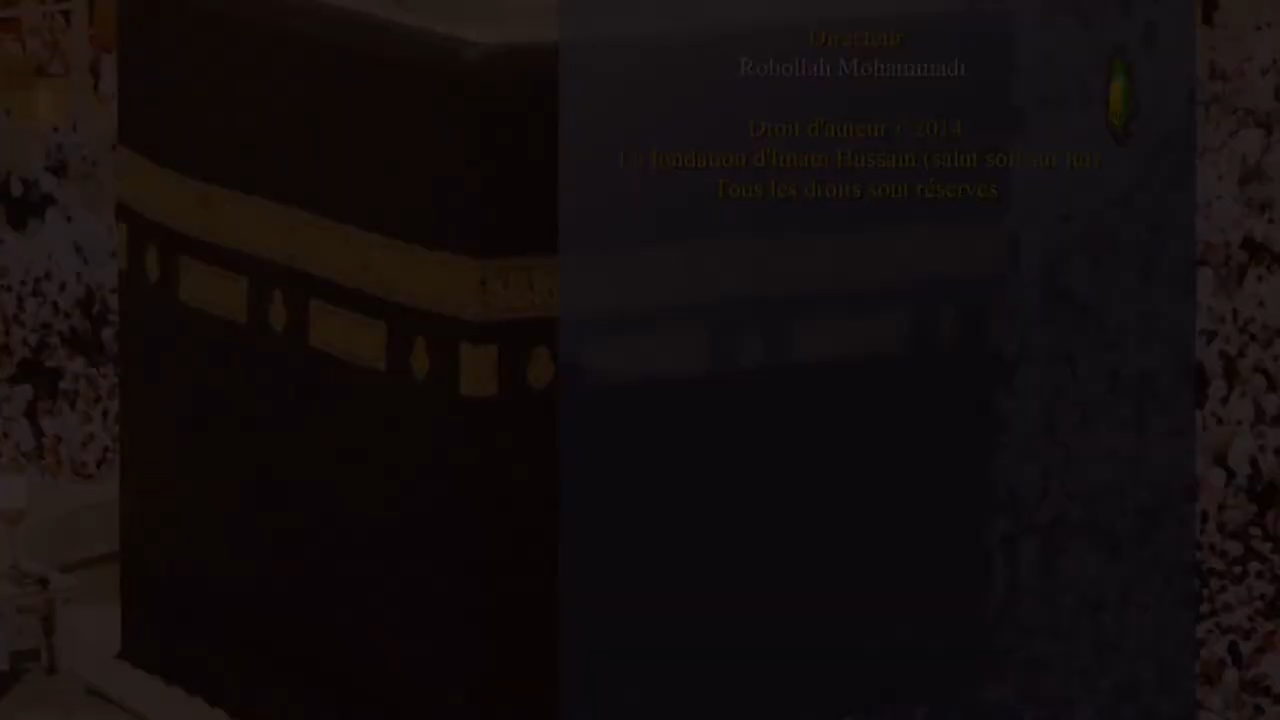 Directeur
Rohollah Mohammadi
Droit d'auteur : 2014
La fondation d'Imam Hussain (salut soit sur lui)
Tous les droits sont réservés